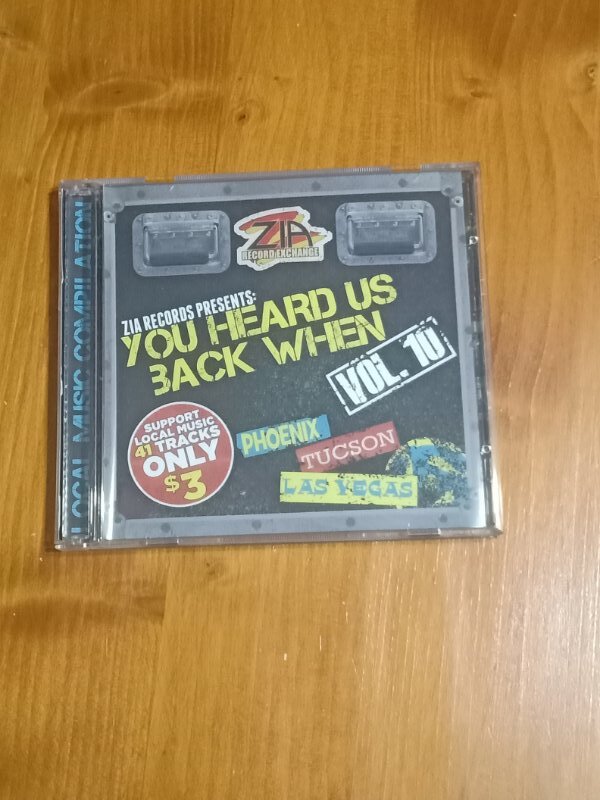 LOCAL MUSIC COMPILATION
ZIA
RECORD EXCHANGE
ZIA RECORDS PRESENTS:
YOU HEARD US
BACK WHEN
VOL. 10
SUPPORT
LOCAL MUSIC
41 TRACKS
ONLY
$3
PHOENIX
TUCSON
LAS VEGAS